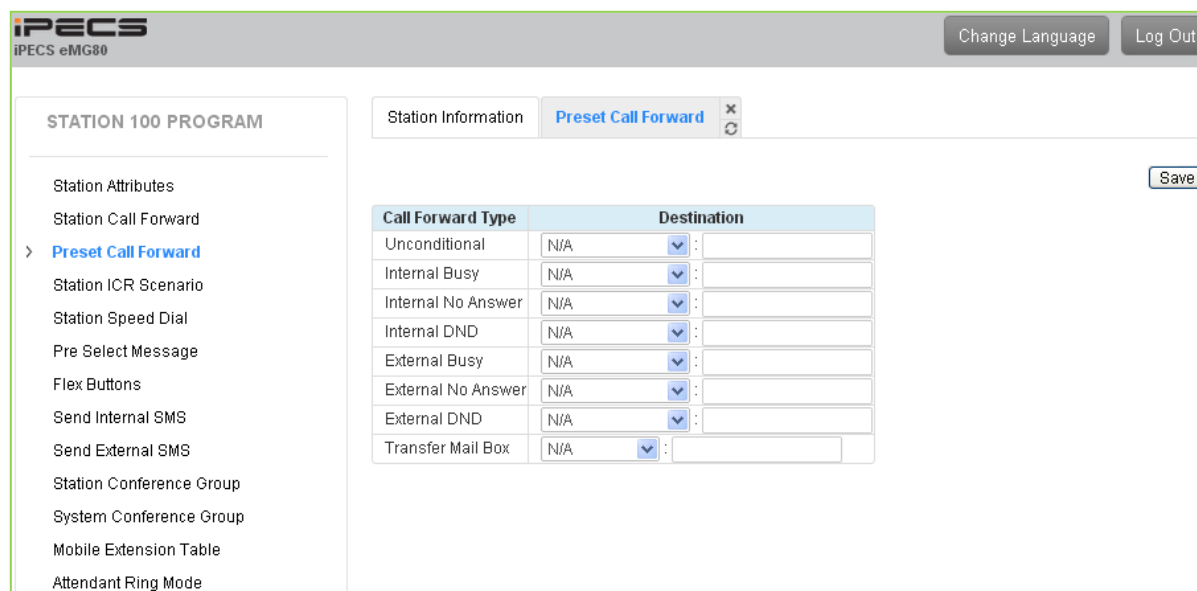 iPECS
iPECS eMG80
Change Language
Log Out
STATION 100 PROGRAM
Station Attributes
Station Call Forward
> Preset Call Forward
Station ICR Scenario
Station Speed Dial
Pre Select Message
Flex Buttons
Send Internal SMS
Send External SMS
Station Conference Group
System Conference Group
Mobile Extension Table
Attendant Ring Mode
Station Information
Preset Call Forward
Save
Call Forward Type Destination
Unconditional N/A :
Internal Busy N/A :
Internal No Answer N/A :
Internal DND N/A :
External Busy N/A :
External No Answer N/A :
External DND N/A :
Transfer Mail Box N/A :